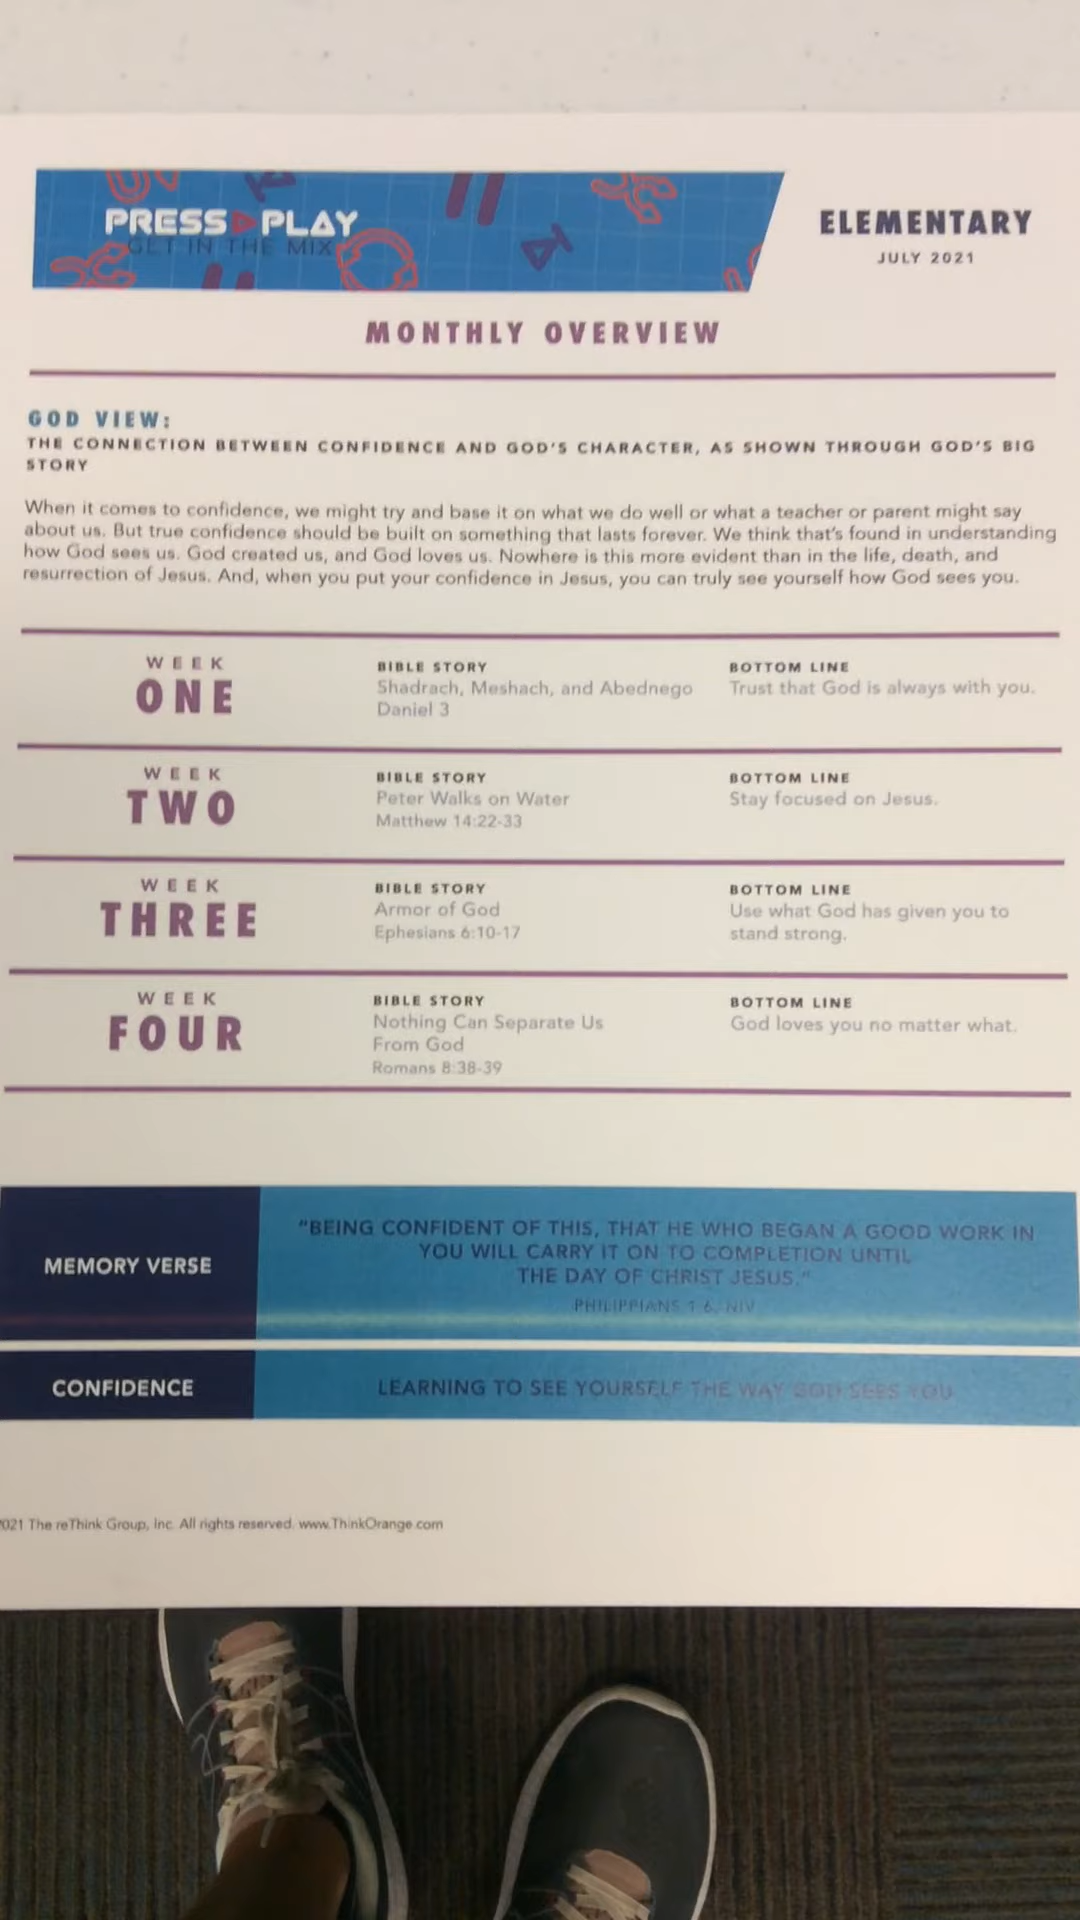 PRESS PLAY
GET IN THE MIX
ELEMENTARY
JULY 2021
MONTHLY OVERVIEW
GOD VIEW:
THE CONNECTION BETWEEN CONFIDENCE AND GOD'S CHARACTER, AS SHOWN THROUGH GOD'S BIG
STORY
When it comes to confidence, we might try and base it on what we do well or what a teacher or parent might say
about us. But true confidence should be built on something that lasts forever. We think that's found in understanding
how God sees us. God created us, and God loves us. Nowhere is this more evident than in the life, death, and
resurrection of Jesus. And, when you put your confidence in Jesus, you can truly see yourself how God sees you.
WEEK
ONE
BIBLE STORY
Shadrach, Meshach, and Abednego
Daniel 3
BOTTOM LINE
Trust that God is always with you.
WEEK
TWO
BIBLE STORY
Peter Walks on Water
Matthew 14:22-33
BOTTOM LINE
Stay focused on Jesus.
WEEK
THREE
BIBLE STORY
Armor of God
Ephesians 6:10-17
BOTTOM LINE
Use what God has given you to
stand strong.
WEEK
FOUR
BIBLE STORY
Nothing Can Separate Us
From God
Romans 8:38-39
BOTTOM LINE
God loves you no matter what.
MEMORY VERSE
"BEING CONFIDENT OF THIS, THAT HE WHO BEGAN A GOOD WORK IN
YOU WILL CARRY IT ON TO COMPLETION UNTIL
THE DAY OF CHRIST JESUS."
PHILIPPIANS 1:6, NIV
CONFIDENCE
LEARNING TO SEE YOURSELF THE WAY GOD SEES YOU
2021 The reThink Group, Inc. All rights reserved. www.ThinkOrange.com